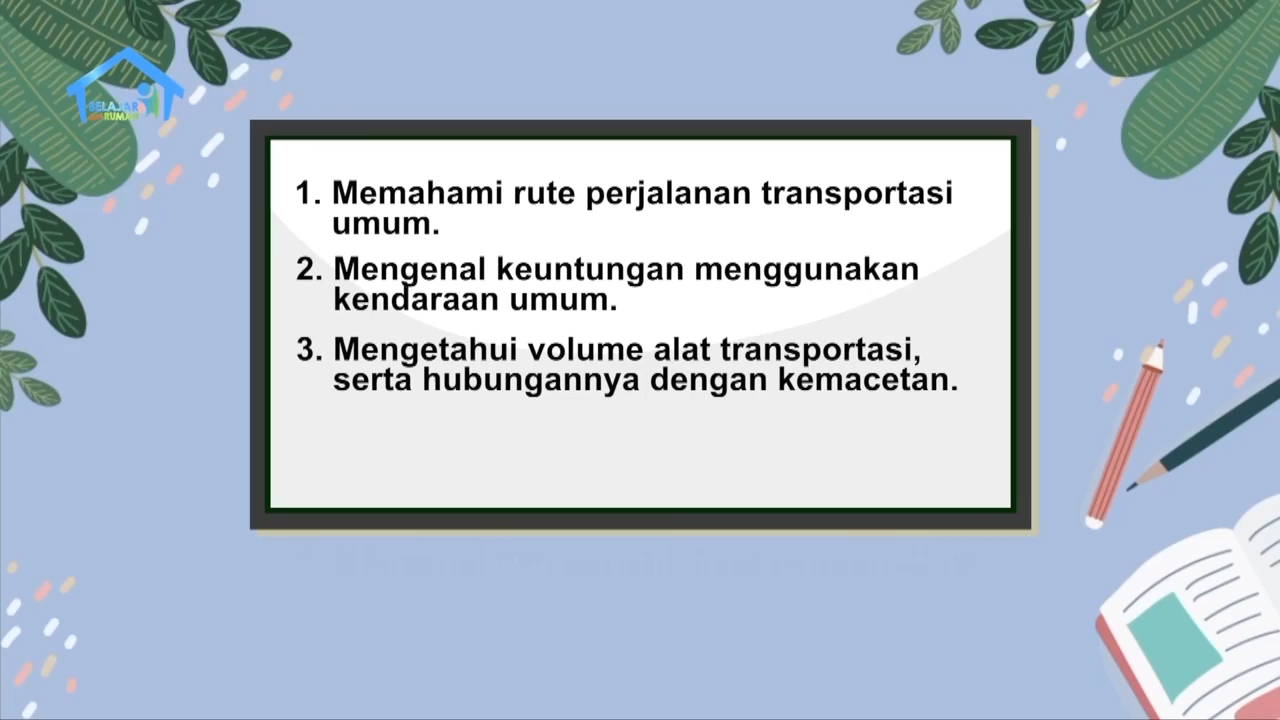 BELAJAR
RUMAH
1. Memahami rute perjalanan transportasi
umum.
2. Mengenal keuntungan menggunakan
kendaraan umum.
3. Mengetahui volume alat transportasi,
serta hubungannya dengan kemacetan.